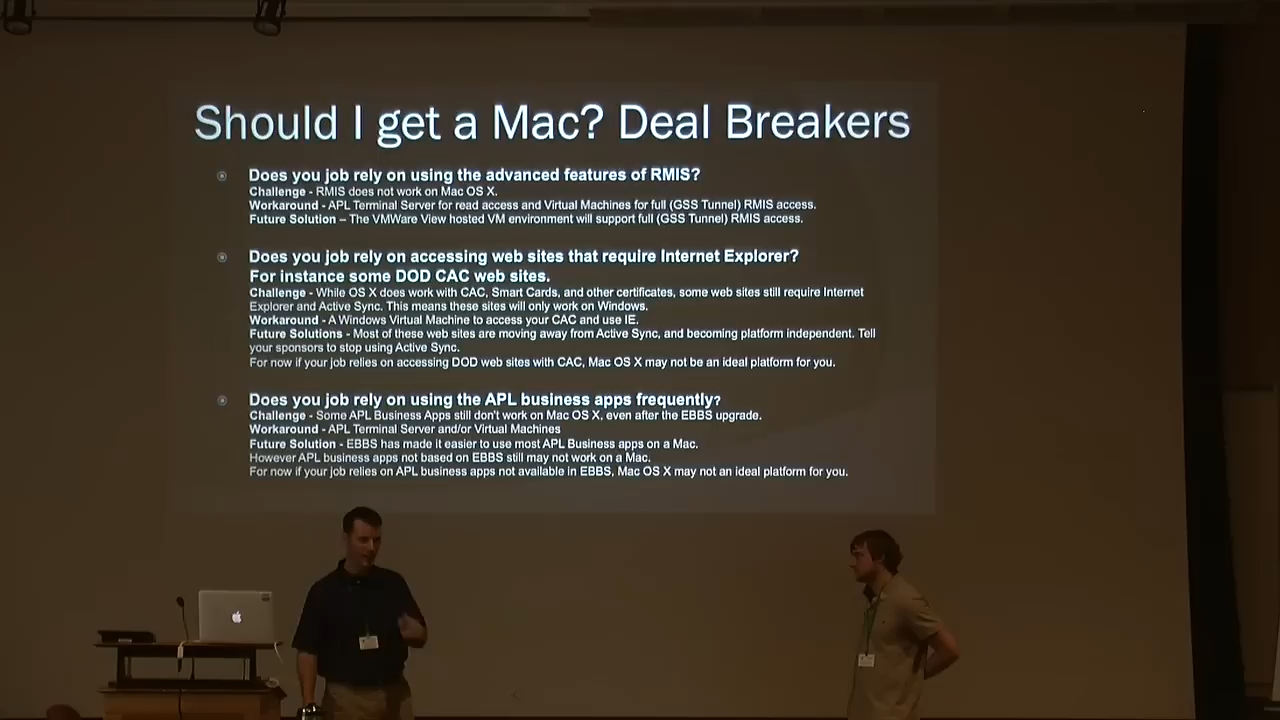 Should I get a Mac? Deal Breakers
Does you job rely on using the advanced features of RMIS?
Challenge - RMIS does not work on Mac OS X.
Workaround - APL Terminal Server for read access and Virtual Machines for full (GSS Tunnel) RMIS access.
Future Solution – The VMWare View hosted VM environment will support full (GSS Tunnel) RMIS access.
Does you job rely on accessing web sites that require Internet Explorer?
For instance some DOD CAC web sites.
Challenge - While OS X does work with CAC, Smart Cards, and other certificates, some web sites still require Internet
Explorer and Active Sync. This means these sites will only work on Windows.
Workaround - A Windows Virtual Machine to access your CAC and use IE.
Future Solutions - Most of these web sites are moving away from Active Sync, and becoming platform independent. Tell
your sponsors to stop using Active Sync.
For now if your job relies on accessing DOD web sites with CAC, Mac OS X may not be an ideal platform for you.
Does you job rely on using the APL business apps frequently?
Challenge - Some APL Business Apps still don't work on Mac OS X, even after the EBBS upgrade.
Workaround - APL Terminal Server and/or Virtual Machines
Future Solution - EBBS has made it easier to use most APL Business apps on a Mac.
However APL business apps not based on EBBS still may not work on a Mac.
For now if your job relies on APL business apps not available in EBBS, Mac OS X may not an ideal platform for you.